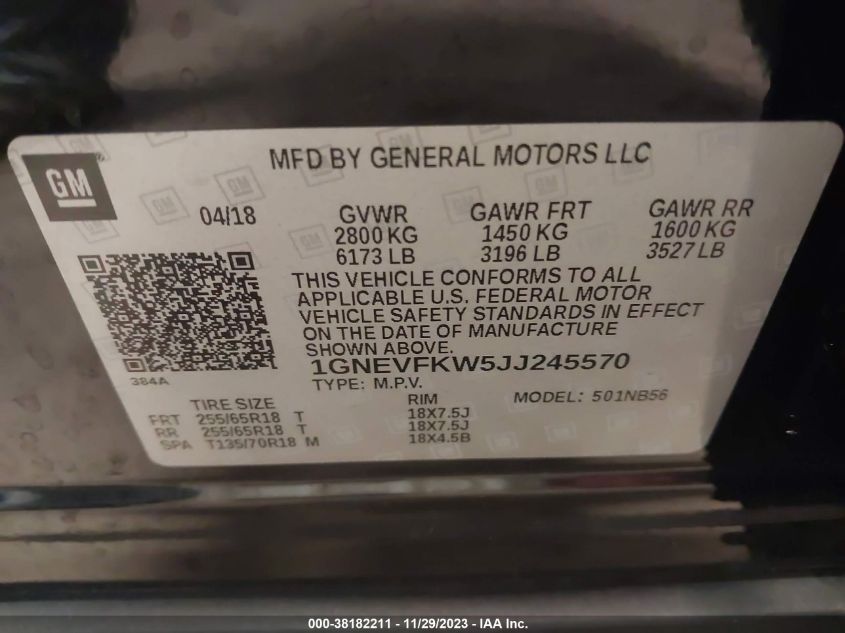 GM
MFD BY GENERAL MOTORS LLC
04/18 GVWR GAWR FRT GAWR RR
2800 KG 1450 KG 1600 KG
6173 LB 3196 LB 3527 LB
THIS VEHICLE CONFORMS TO ALL
APPLICABLE U.S. FEDERAL MOTOR
VEHICLE SAFETY STANDARDS IN EFFECT
ON THE DATE OF MANUFACTURE
SHOWN ABOVE.
384A
1GNEVFKW5JJ245570
TYPE: M.P.V.
MODEL: 501NB56
TIRE SIZE RIM
FRT 255/65R18 T 18X7.5J
RR 255/65R18 T 18X7.5J
SPA T135/70R18 M 18X4.5B
000-38182211 - 11/29/2023 - IAA Inc.